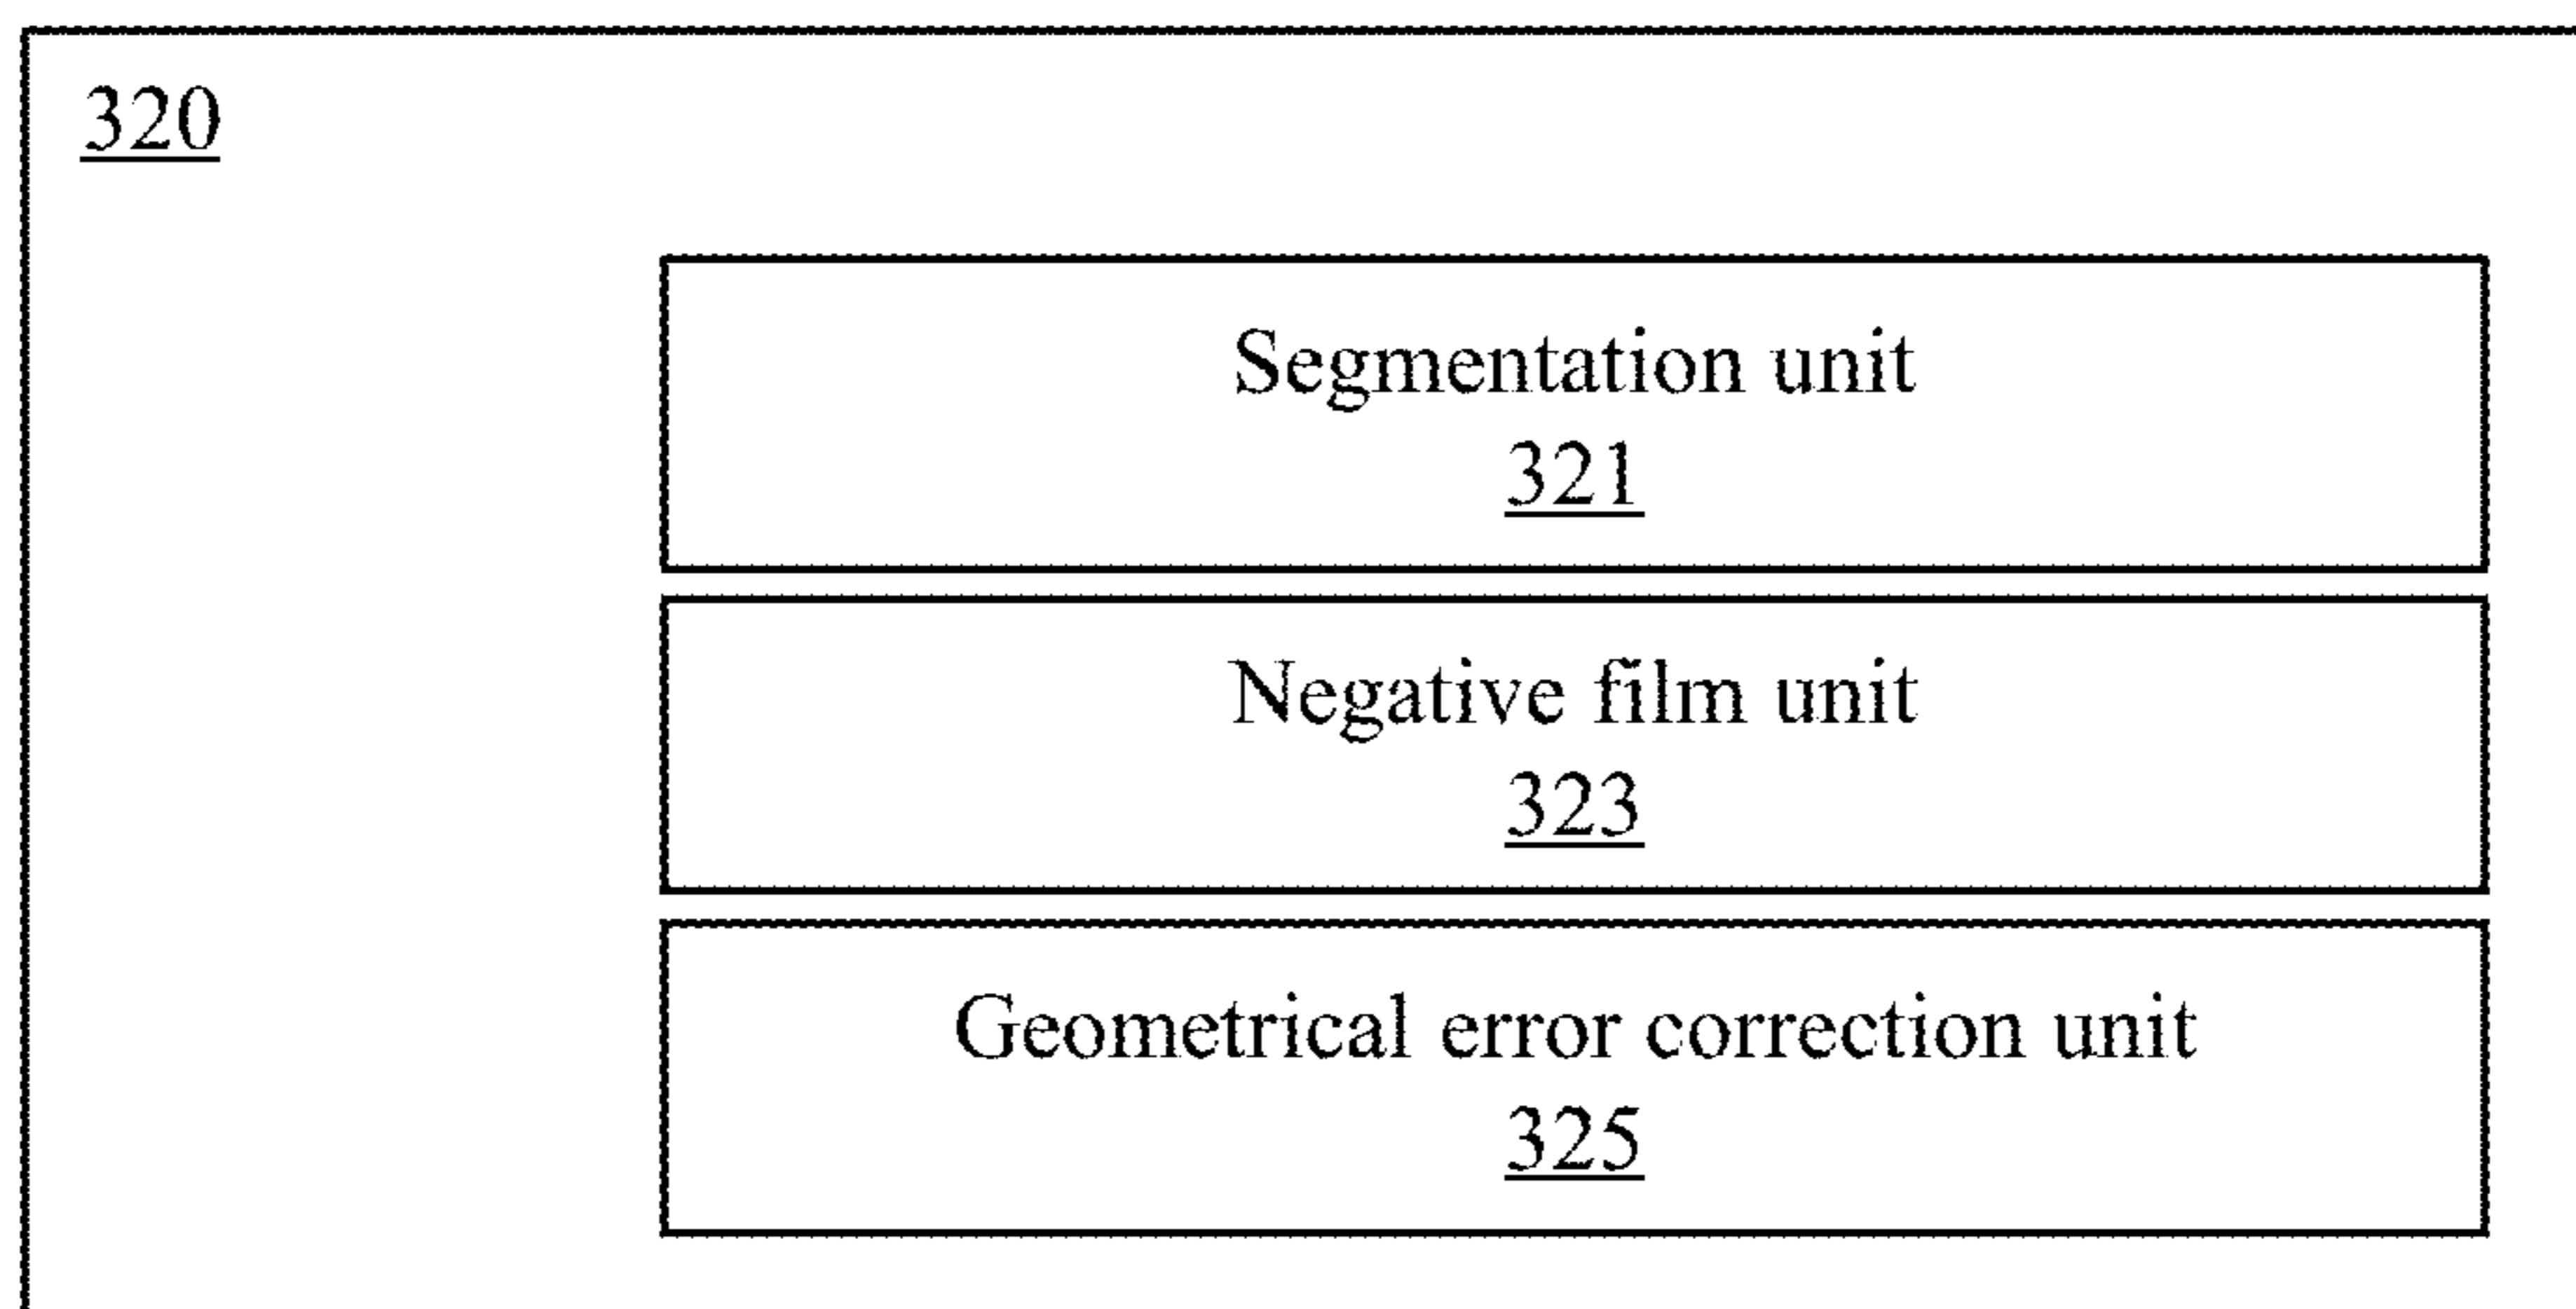 320
Segmentation unit
321
Negative film unit
323
Geometrical error correction unit
325